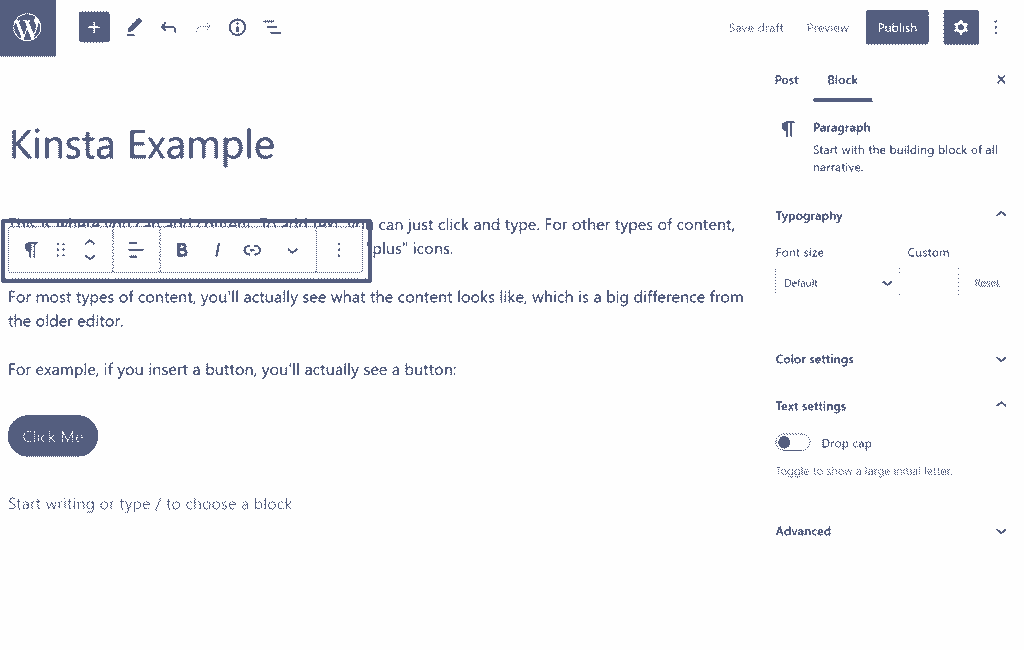 Save draft
Preview
Publish
Post
Block
Kinsta Example
Paragraph
Start with the building block of all
narrative.
can just click and type. For other types of content,
"plus" icons.
B I
For most types of content, you'll actually see what the content looks like, which is a big difference from
the older editor.
For example, if you insert a button, you'll actually see a button:
Click Me
Start writing or type / to choose a block
Typography
Font size
Custom
Default
Reset
Color settings
Text settings
Drop cap
Toggle to show a large initial letter.
Advanced